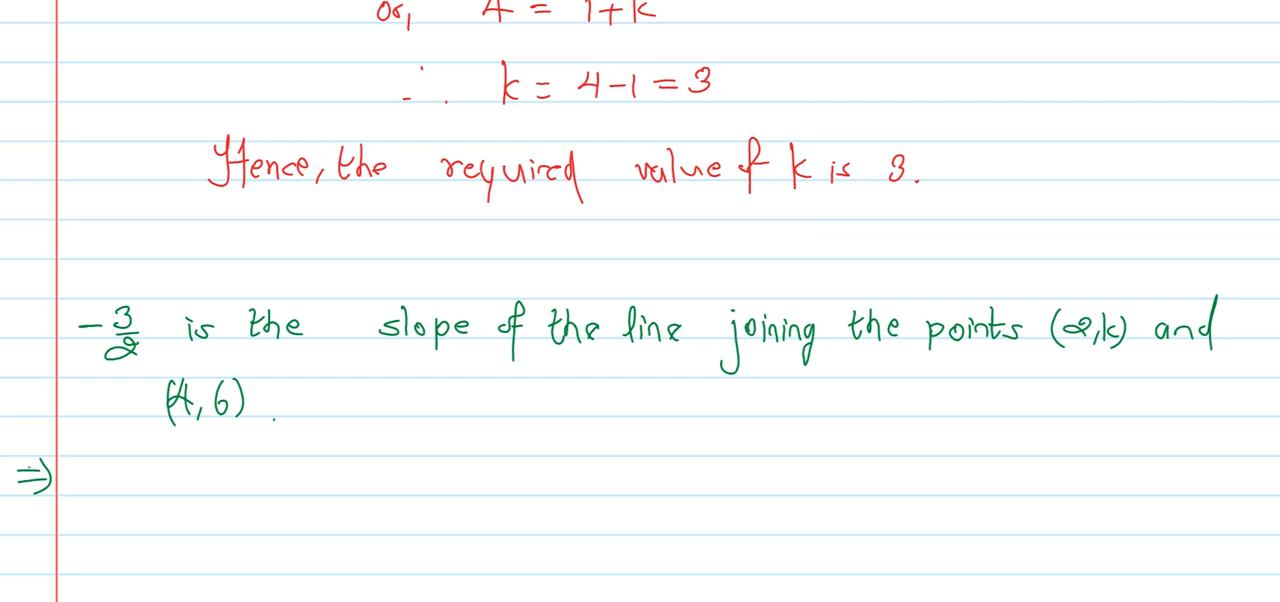 Or, 4 = 1+k
∴ k = 4-1 = 3
Hence, the required value of k is 3.
-3/2 is the slope of the line joining the points (2,k) and
(4,6).
⇒